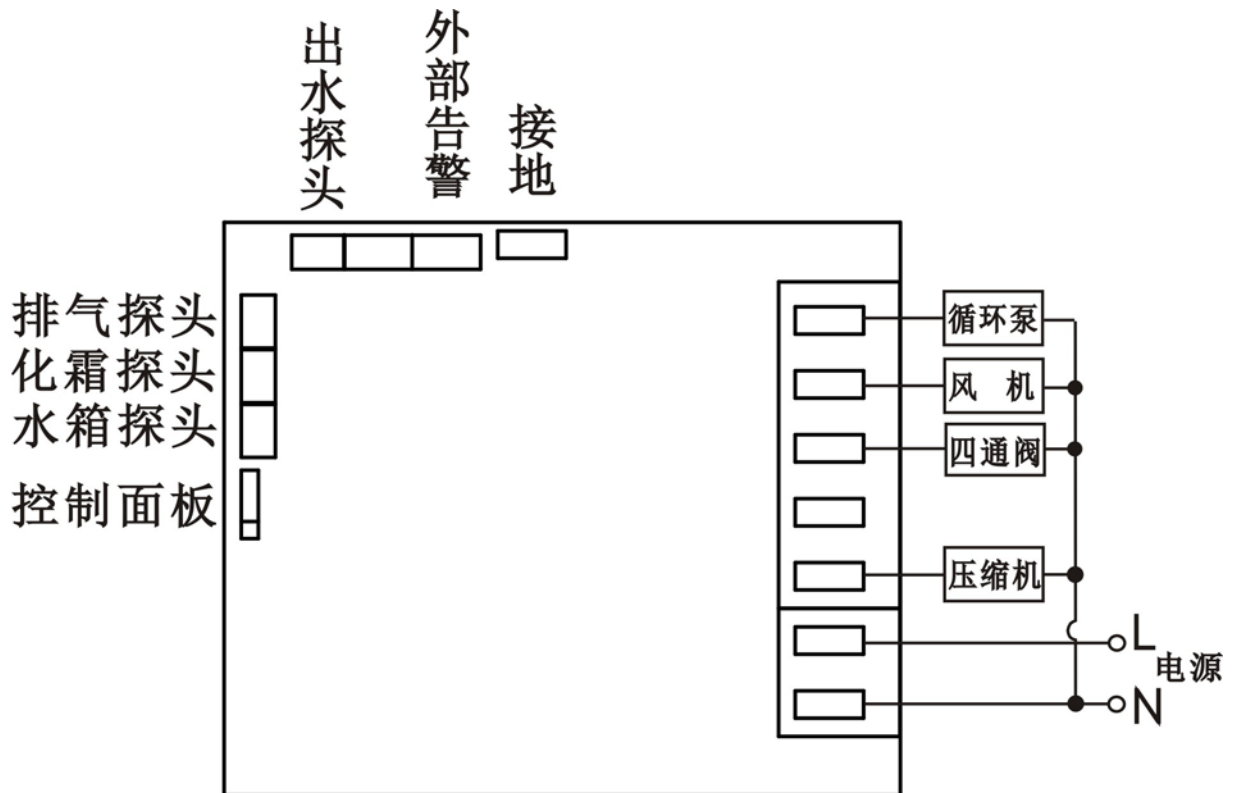 出水探头
外部告警
接地
排气探头
化霜探头
水箱探头
控制面板
循环泵
风机
四通阀
压缩机
L
电源
N